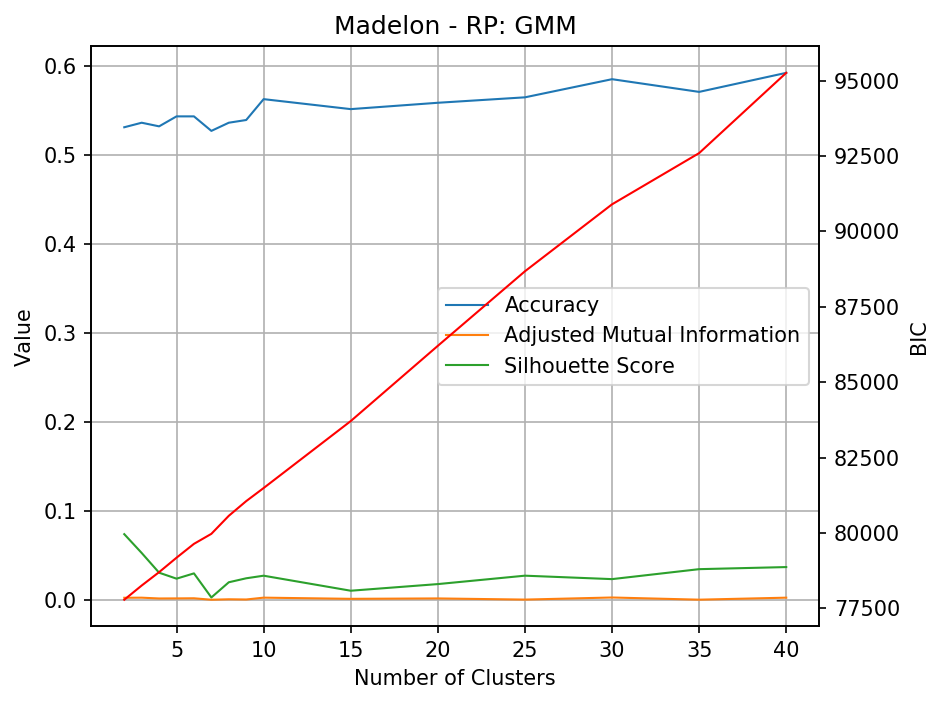 Madelon - RP: GMM
0.6
0.5
0.4
0.3
0.2
0.1
0.0
Value
95000
92500
90000
87500
85000
82500
80000
77500
BIC
Accuracy
Adjusted Mutual Information
Silhouette Score
5 10 15 20 25 30 35 40
Number of Clusters